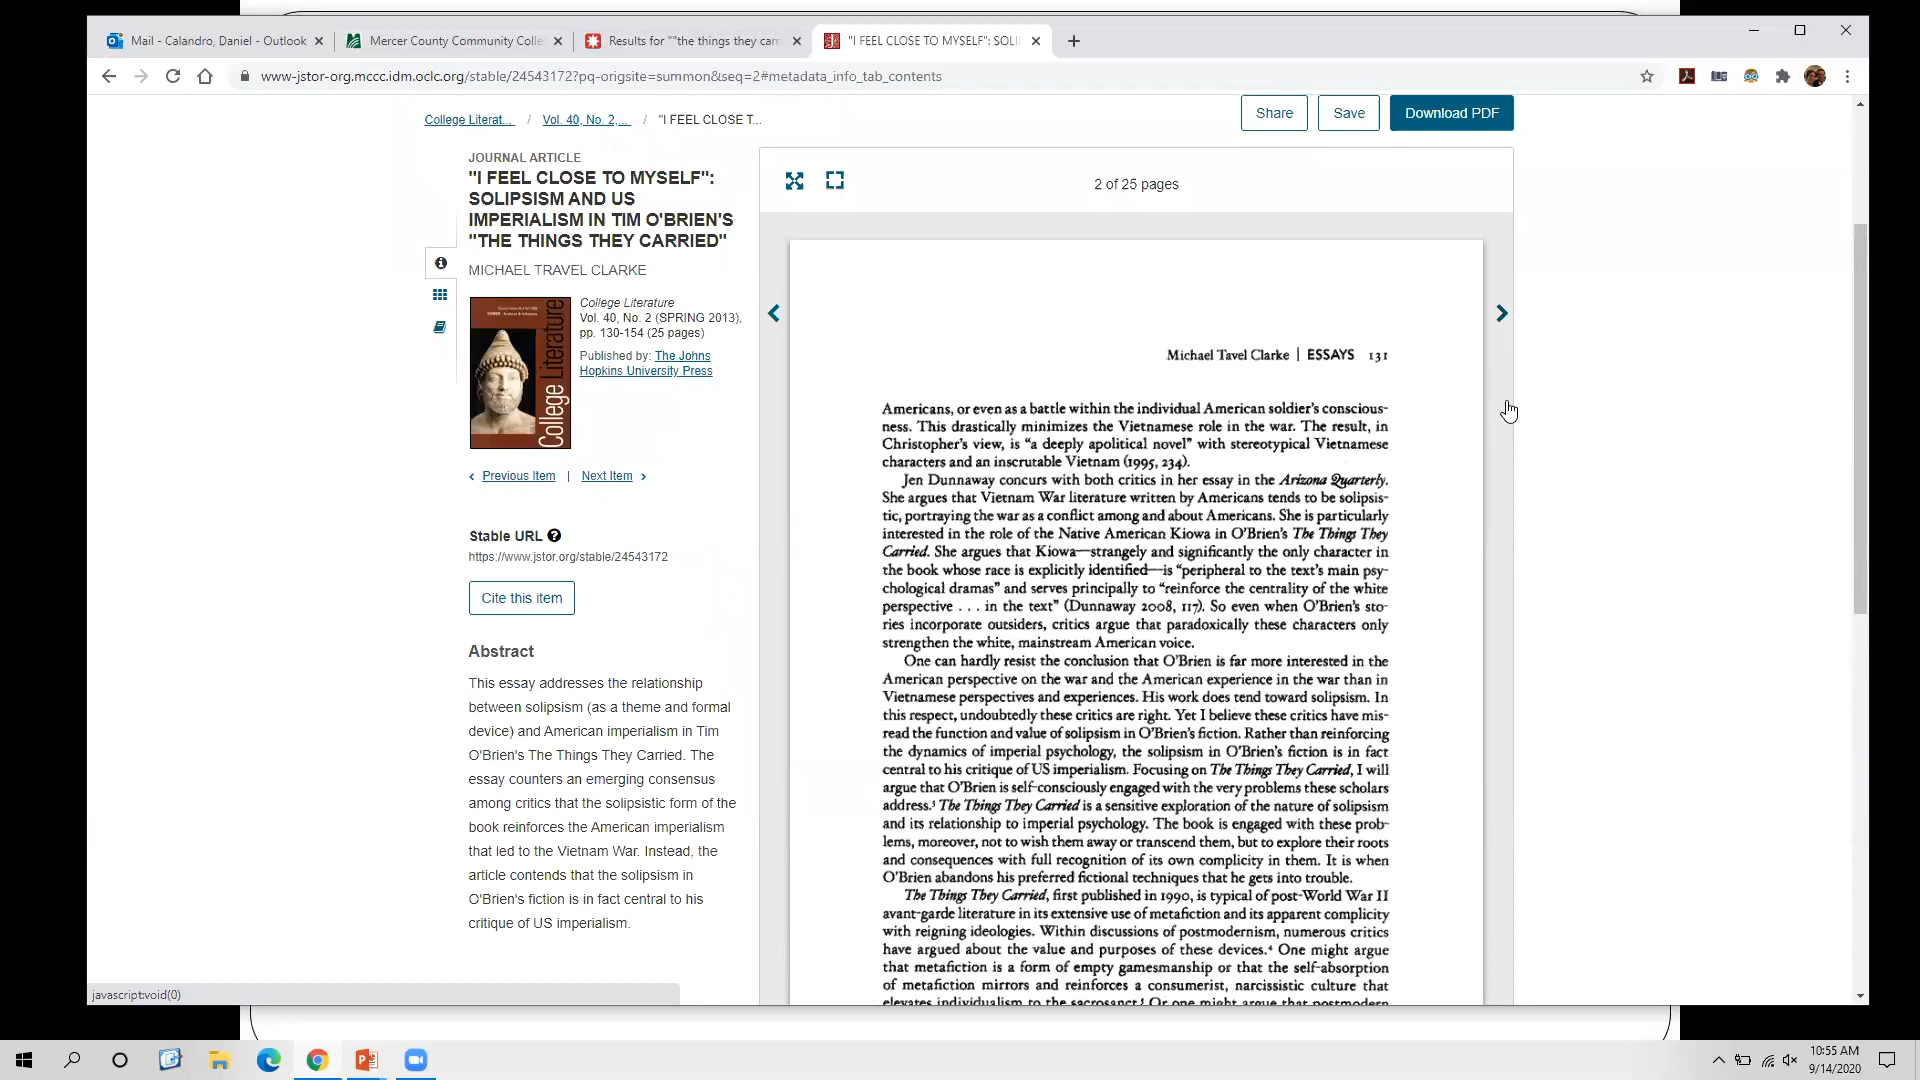 Mail - Calandro, Daniel - Outlook
Mercer County Community Colle
Results for ""the things they carr
"I FEEL CLOSE TO MYSELF": SOLI
www-jstor-org.mccc.idm.oclc.org/stable/24543172?pq-origsite=summon&seq=2#metadata_info_tab_contents
College Literat... / Vol. 40, No. 2,... / "I FEEL CLOSE T...
Share
Save
Download PDF
JOURNAL ARTICLE
"I FEEL CLOSE TO MYSELF":
SOLIPSISM AND US
IMPERIALISM IN TIM O'BRIEN'S
"THE THINGS THEY CARRIED"
MICHAEL TRAVEL CLARKE
College Literature
College Literature
Vol. 40, No. 2 (SPRING 2013),
pp. 130-154 (25 pages)
Published by: The Johns
Hopkins University Press
Previous Item | Next Item
Stable URL
https://www.jstor.org/stable/24543172
Cite this item
Abstract
This essay addresses the relationship
between solipsism (as a theme and formal
device) and American imperialism in Tim
O'Brien's The Things They Carried. The
essay counters an emerging consensus
among critics that the solipsistic form of the
book reinforces the American imperialism
that led to the Vietnam War. Instead, the
article contends that the solipsism in
O'Brien's fiction is in fact central to his
critique of US imperialism.
2 of 25 pages
Michael Tavel Clarke | ESSAYS 131
Americans, or even as a battle within the individual American soldier's conscious-
ness. This drastically minimizes the Vietnamese role in the war. The result, in
Christopher's view, is "a deeply apolitical novel" with stereotypical Vietnamese
characters and an inscrutable Vietnam (1995, 234).
Jen Dunnaway concurs with both critics in her essay in the Arizona Quarterly.
She argues that Vietnam War literature written by Americans tends to be solipsis-
tic, portraying the war as a conflict among and about Americans. She is particularly
interested in the role of the Native American Kiowa in O'Brien's The Things They
Carried. She argues that Kiowa—strangely and significantly the only character in
the book whose race is explicitly identified—is "peripheral to the text's main psy-
chological dramas" and serves principally to "reinforce the centrality of the white
perspective . . . in the text" (Dunnaway 2008, 117). So even when O'Brien's sto-
ries incorporate outsiders, critics argue that paradoxically these characters only
strengthen the white, mainstream American voice.
One can hardly resist the conclusion that O'Brien is far more interested in the
American perspective on the war and the American experience in the war than in
Vietnamese perspectives and experiences. His work does tend toward solipsism. In
this respect, undoubtedly these critics are right. Yet I believe these critics have mis-
read the function and value of solipsism in O'Brien's fiction. Rather than reinforcing
the dynamics of imperial psychology, the solipsism in O'Brien's fiction is in fact
central to his critique of US imperialism. Focusing on The Things They Carried, I will
argue that O'Brien is self-consciously engaged with the very problems these scholars
address.³ The Things They Carried is a sensitive exploration of the nature of solipsism
and its relationship to imperial psychology. The book is engaged with these prob-
lems, moreover, not to wish them away or transcend them, but to explore their roots
and consequences with full recognition of its own complicity in them. It is when
O'Brien abandons his preferred fictional techniques that he gets into trouble.
The Things They Carried, first published in 1990, is typical of post-World War II
avant-garde literature in its extensive use of metafiction and its apparent complicity
with reigning ideologies. Within discussions of postmodernism, numerous critics
have argued about the value and purposes of these devices.⁴ One might argue
that metafiction is a form of empty gamesmanship or that the self-absorption
of metafiction mirrors and reinforces a consumerist, narcissistic culture that
elevates individualism to the sacrosanct.⁵ Or one might argue that postmodern
javascript:void(0)
10:55 AM
9/14/2020